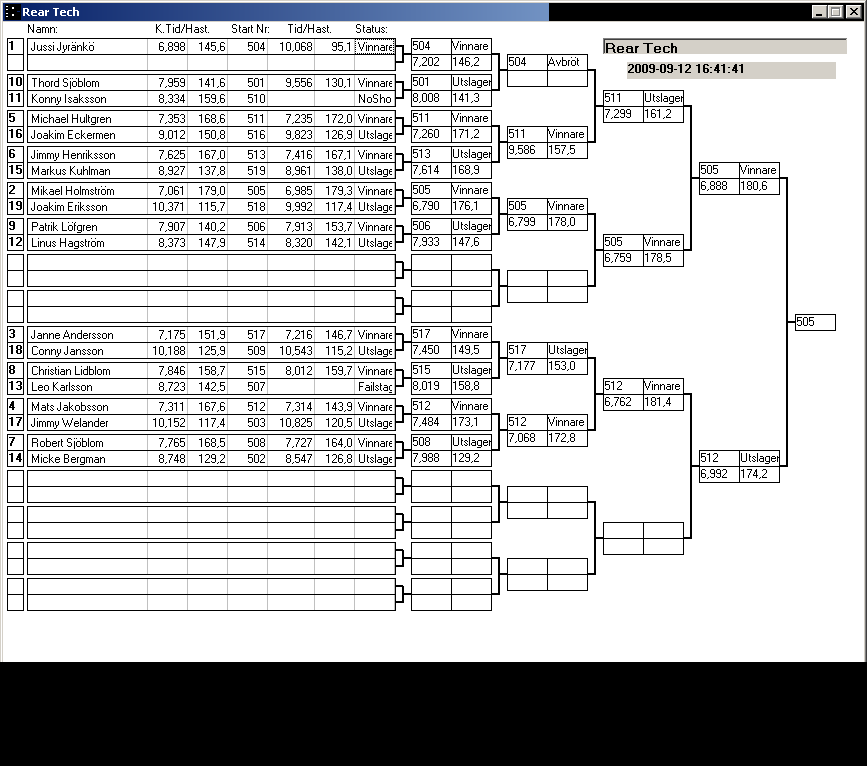 Rear Tech
Namn: K.Tid/Hast. Start Nr: Tid/Hast. Status:
Rear Tech
2009-09-12 16:41:41
1 Jussi Jyränkö 6,898 145,6 504 10,068 95,1 Vinnare
10 Thord Sjöblom 7,959 141,6 501 9,556 130,1 Vinnare
11 Konny Isaksson 8,334 159,6 510 NoSho
5 Michael Hultgren 7,353 168,6 511 7,235 172,0 Vinnare
16 Joakim Eckermen 9,012 150,8 516 9,823 126,9 Utslage
6 Jimmy Henriksson 7,625 167,0 513 7,416 167,1 Vinnare
15 Markus Kuhlman 8,927 137,8 519 8,961 138,0 Utslage
2 Mikael Holmström 7,061 179,0 505 6,985 179,3 Vinnare
19 Joakim Eriksson 10,371 115,7 518 9,992 117,4 Utslage
9 Patrik Löfgren 7,907 140,2 506 7,913 153,7 Vinnare
12 Linus Hagström 8,373 147,9 514 8,320 142,1 Utslage
3 Janne Andersson 7,175 151,9 517 7,216 146,7 Vinnare
18 Conny Jansson 10,188 125,9 509 10,543 115,2 Utslage
8 Christian Lidblom 7,846 158,7 515 8,012 159,7 Vinnare
13 Leo Karlsson 8,723 142,5 507 Failstag
4 Mats Jakobsson 7,311 167,6 512 7,314 143,9 Vinnare
17 Jimmy Welander 10,152 117,4 503 10,825 120,5 Utslage
7 Robert Sjöblom 7,765 168,5 508 7,727 164,0 Vinnare
14 Micke Bergman 8,748 129,2 502 8,547 126,8 Utslage
504 Vinnare
7,202 146,2
501 Utslager
8,008 141,3
511 Vinnare
7,260 171,2
513 Utslager
7,614 168,9
505 Vinnare
6,790 176,1
506 Utslager
7,933 147,6
517 Vinnare
7,450 149,5
515 Utslager
8,019 158,8
512 Vinnare
7,484 173,1
508 Utslager
7,988 129,2
504 Avbröt
511 Vinnare
9,586 157,5
505 Vinnare
6,799 178,0
517 Utslager
7,177 153,0
512 Vinnare
7,068 172,8
511 Utslager
7,299 161,2
505 Vinnare
6,759 178,5
512 Vinnare
6,762 181,4
505 Vinnare
6,888 180,6
512 Utslager
6,992 174,2
505